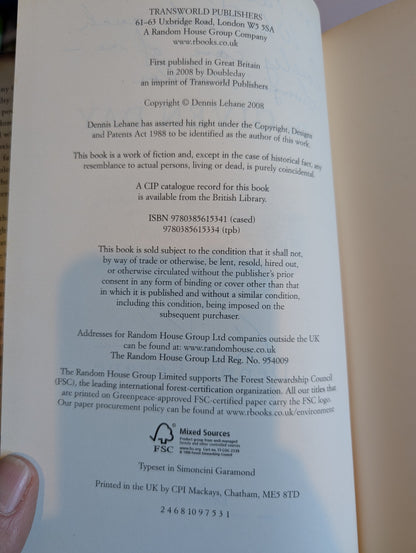 TRANSWORLD PUBLISHERS
61–63 Uxbridge Road, London W5 5SA
A Random House Group Company
www.rbooks.co.uk
First published in Great Britain
in 2008 by Doubleday
an imprint of Transworld Publishers
Copyright © Dennis Lehane 2008
Dennis Lehane has asserted his right under the Copyright, Designs
and Patents Act 1988 to be identified as the author of this work.
This book is a work of fiction and, except in the case of historical fact, any
resemblance to actual persons, living or dead, is purely coincidental.
A CIP catalogue record for this book
is available from the British Library.
ISBN 9780385615341 (cased)
9780385615334 (tpb)
This book is sold subject to the condition that it shall not,
by way of trade or otherwise, be lent, resold, hired out,
or otherwise circulated without the publisher's prior
consent in any form of binding or cover other than that
in which it is published and without a similar condition,
including this condition, being imposed on the
subsequent purchaser.
Addresses for Random House Group Ltd companies outside the UK
can be found at: www.randomhouse.co.uk
The Random House Group Ltd Reg. No. 954009
The Random House Group Limited supports The Forest Stewardship Council
(FSC), the leading international forest-certification organization. All our titles that
are printed on Greenpeace-approved FSC-certified paper carry the FSC logo.
Our paper procurement policy can be found at www.rbooks.co.uk/environment
Mixed Sources
Product group from well-managed
forests and other controlled sources
FSC
Typeset in Simoncini Garamond
Printed in the UK by CPI Mackays, Chatham, ME5 8TD
2 4 6 8 10 9 7 5 3 1